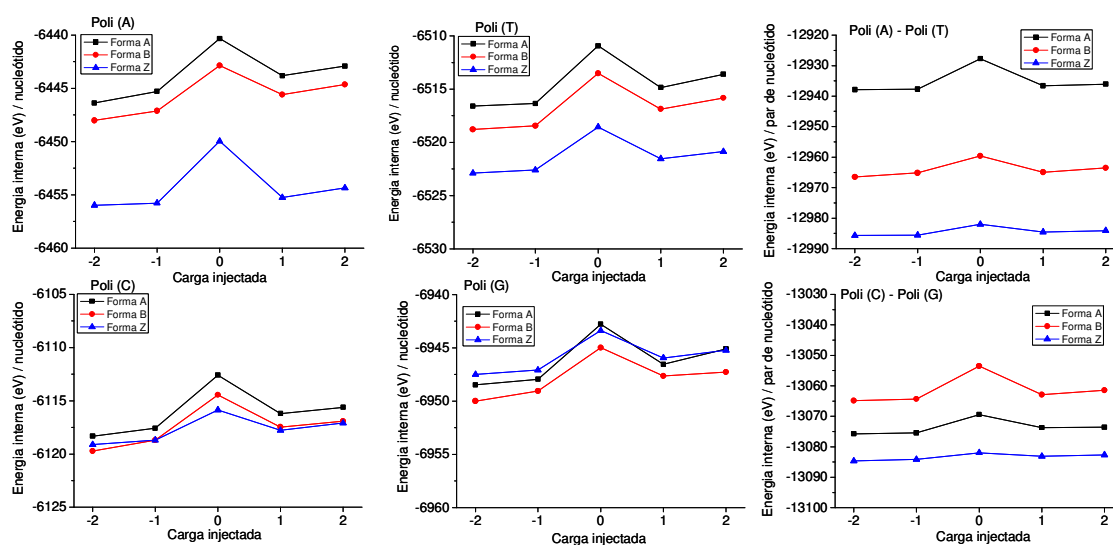 Poli (A)
Forma A
Forma B
Forma Z
Energia interna (eV) / nucleótido
-6440
-6445
-6450
-6455
-6460
-2
-1
0
1
2
Carga injectada
Poli (T)
Forma A
Forma B
Forma Z
Energia interna (eV) / nucleótido
-6510
-6515
-6520
-6525
-6530
-2
-1
0
1
2
Carga injectada
Poli (A) - Poli (T)
Forma A
Forma B
Forma Z
Energia interna (eV) / par de nucleótido
-12920
-12930
-12940
-12950
-12960
-12970
-12980
-12990
-2
-1
0
1
2
Carga injectada
Poli (C)
Forma A
Forma B
Forma Z
Energia interna (eV) / nucleótido
-6105
-6110
-6115
-6120
-6125
-2
-1
0
1
2
Carga injectada
Poli (G)
Forma A
Forma B
Forma Z
Energia interna (eV) / nucleótido
-6940
-6945
-6950
-6955
-6960
-2
-1
0
1
2
Carga injectada
Poli (C) - Poli (G)
Forma A
Forma B
Forma Z
Energia interna (eV) / par de nucleótido
-13030
-13040
-13050
-13060
-13070
-13080
-13090
-13100
-2
-1
0
1
2
Carga injectada